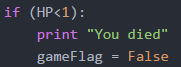 if (HP<1):
    print "You died"
    gameFlag = False